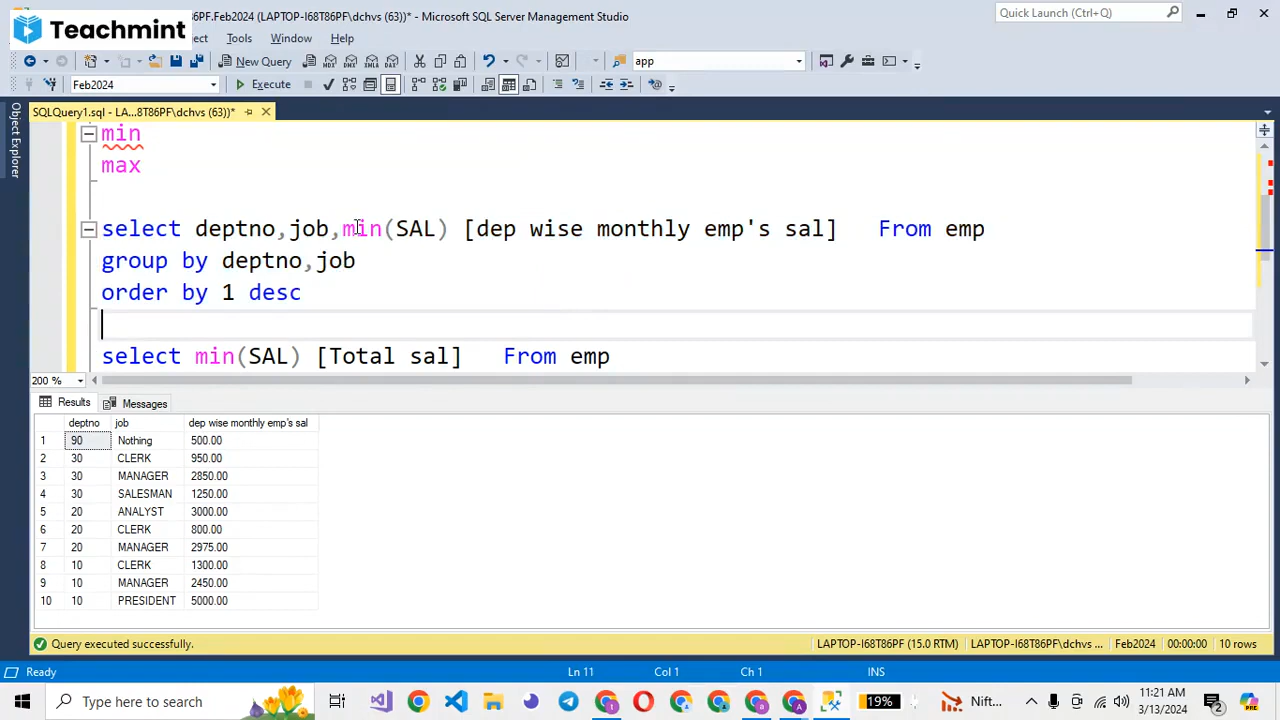 Teachmint
PF.Feb2024 (LAPTOP-I68T86PF\dchvs (63))* - Microsoft SQL Server Management Studio
Quick Launch (Ctrl+Q)
Tools Window Help
New Query MDX DMX XMLA DAX app
Feb2024 Execute
SQLQuery1.sql - LA...8T86PF\dchvs (63))*
Object Explorer
min
max
select deptno,job,min(SAL) [dep wise monthly emp's sal] From emp
group by deptno,job
order by 1 desc
select min(SAL) [Total sal] From emp
200 %
Results Messages
deptno job dep wise monthly emp's sal
1 90 Nothing 500.00
2 30 CLERK 950.00
3 30 MANAGER 2850.00
4 30 SALESMAN 1250.00
5 20 ANALYST 3000.00
6 20 CLERK 800.00
7 20 MANAGER 2975.00
8 10 CLERK 1300.00
9 10 MANAGER 2450.00
10 10 PRESIDENT 5000.00
Query executed successfully. LAPTOP-I68T86PF (15.0 RTM) LAPTOP-I68T86PF\dchvs ... Feb2024 00:00:00 10 rows
Ready Ln 11 Col 1 Ch 1 INS
Type here to search 19% Nift... 11:21 AM
3/13/2024 2